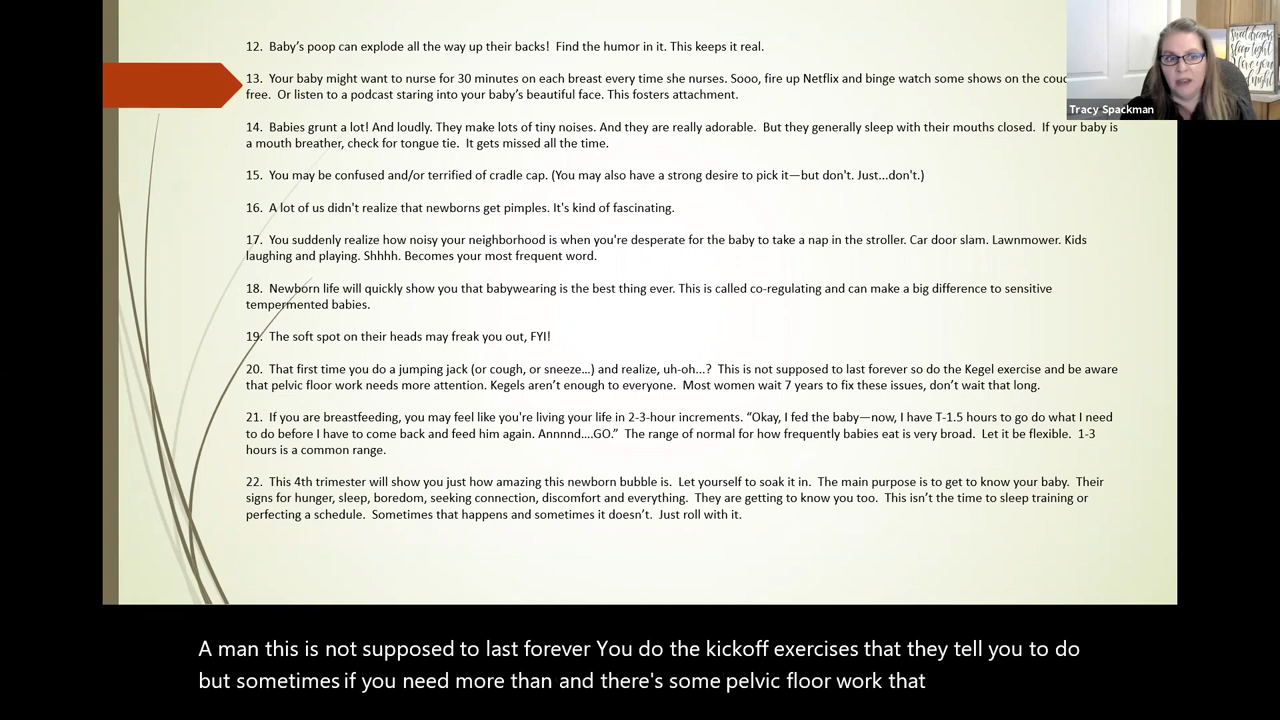 12. Baby's poop can explode all the way up their backs! Find the humor in it. This keeps it real.
13. Your baby might want to nurse for 30 minutes on each breast every time she nurses. Sooo, fire up Netflix and binge watch some shows on the couc
free. Or listen to a podcast staring into your baby's beautiful face. This fosters attachment.
Tracy Spackman
14. Babies grunt a lot! And loudly. They make lots of tiny noises. And they are really adorable. But they generally sleep with their mouths closed. If your baby is
a mouth breather, check for tongue tie. It gets missed all the time.
15. You may be confused and/or terrified of cradle cap. (You may also have a strong desire to pick it—but don't. Just...don't.)
16. A lot of us didn't realize that newborns get pimples. It's kind of fascinating.
17. You suddenly realize how noisy your neighborhood is when you're desperate for the baby to take a nap in the stroller. Car door slam. Lawnmower. Kids
laughing and playing. Shhhh. Becomes your most frequent word.
18. Newborn life will quickly show you that babywearing is the best thing ever. This is called co-regulating and can make a big difference to sensitive
tempermented babies.
19. The soft spot on their heads may freak you out, FYI!
20. That first time you do a jumping jack (or cough, or sneeze…) and realize, uh-oh...? This is not supposed to last forever so do the Kegel exercise and be aware
that pelvic floor work needs more attention. Kegels aren't enough to everyone. Most women wait 7 years to fix these issues, don't wait that long.
21. If you are breastfeeding, you may feel like you're living your life in 2-3-hour increments. "Okay, I fed the baby—now, I have T-1.5 hours to go do what I need
to do before I have to come back and feed him again. Annnnd….GO." The range of normal for how frequently babies eat is very broad. Let it be flexible. 1-3
hours is a common range.
22. This 4th trimester will show you just how amazing this newborn bubble is. Let yourself to soak it in. The main purpose is to get to know your baby. Their
signs for hunger, sleep, boredom, seeking connection, discomfort and everything. They are getting to know you too. This isn't the time to sleep training or
perfecting a schedule. Sometimes that happens and sometimes it doesn't. Just roll with it.
A man this is not supposed to last forever You do the kickoff exercises that they tell you to do
but sometimes if you need more than and there's some pelvic floor work that